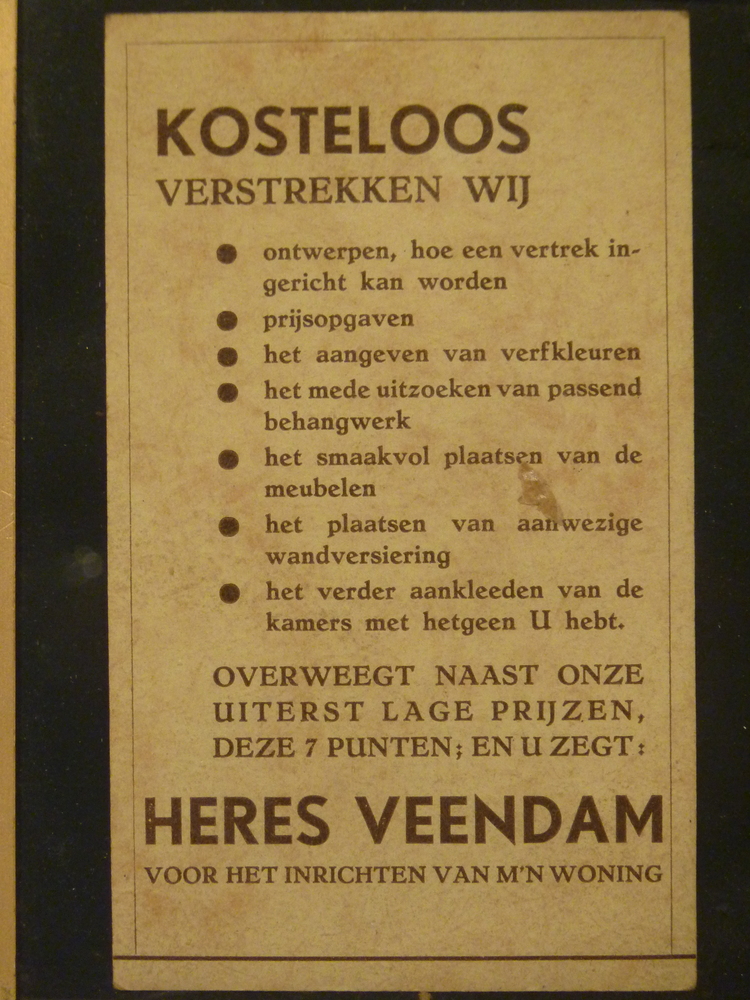 KOSTELOOS
VERSTREKKEN WIJ
● ontwerpen, hoe een vertrek in-
gericht kan worden
● prijsopgaven
● het aangeven van verfkleuren
● het mede uitzoeken van passend
behangwerk
● het smaakvol plaatsen van de
meubelen
● het plaatsen van aanwezige
wandversiering
● het verder aankleeden van de
kamers met hetgeen U hebt.
OVERWEEGT NAAST ONZE
UITERST LAGE PRIJZEN,
DEZE 7 PUNTEN; EN U ZEGT:
HERES VEENDAM
VOOR HET INRICHTEN VAN M'N WONING